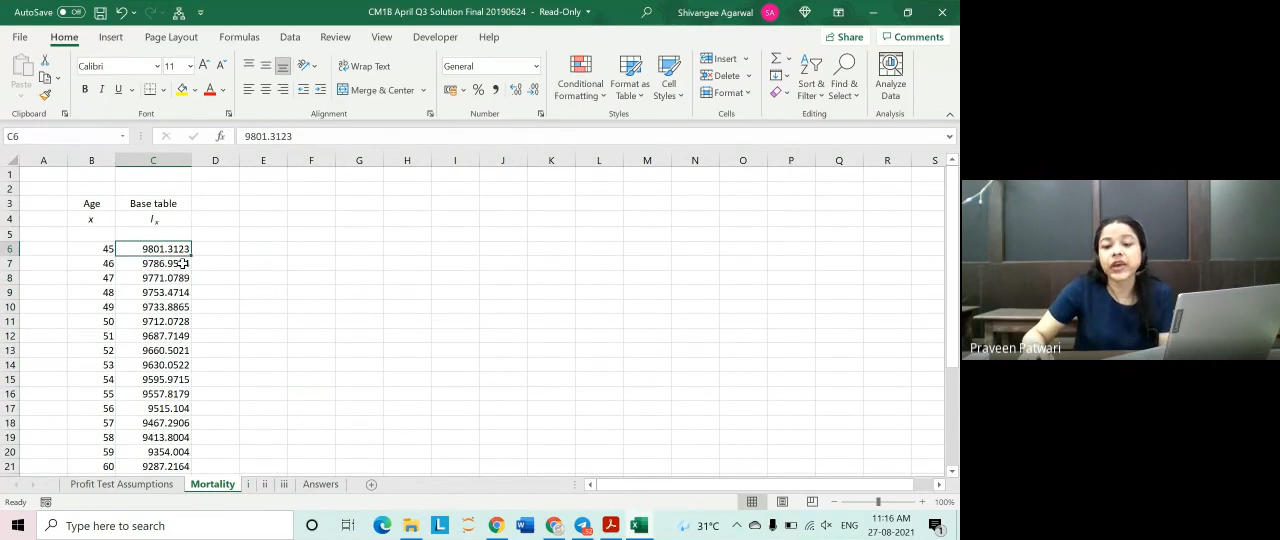 AutoSave Off
CM1B April Q3 Solution Final 20190624 - Read-Only
Shivangee Agarwal SA
File Home Insert Page Layout Formulas Data Review View Developer Help
Share Comments
Paste
Calibri 11
Wrap Text
General
Insert
Delete
Format
Merge & Center
B I U
Conditional Formatting
Format as Table
Cell Styles
Sort & Filter
Find & Select
Analyze Data
Clipboard Font Alignment Number Styles Cells Editing Analysis
C6 fx 9801.3123
A B C D E F G H I J K L M N O P Q R S
1
2
3 Age Base table
4 x l x
5
6 45 9801.3123
7 46
8 47 9771.0789
9 48 9753.4714
10 49 9733.8865
11 50 9712.0728
12 51 9687.7149
13 52 9660.5021
14 53 9630.0522
15 54 9595.9715
16 55 9557.8179
17 56 9515.104
18 57 9467.2906
19 58 9413.8004
20 59 9354.004
21 60 9287.2164
Profit Test Assumptions Mortality i ii iii Answers
Ready 100%
Type here to search
31°C ENG
11:16 AM
27-08-2021
Praveen Patwari